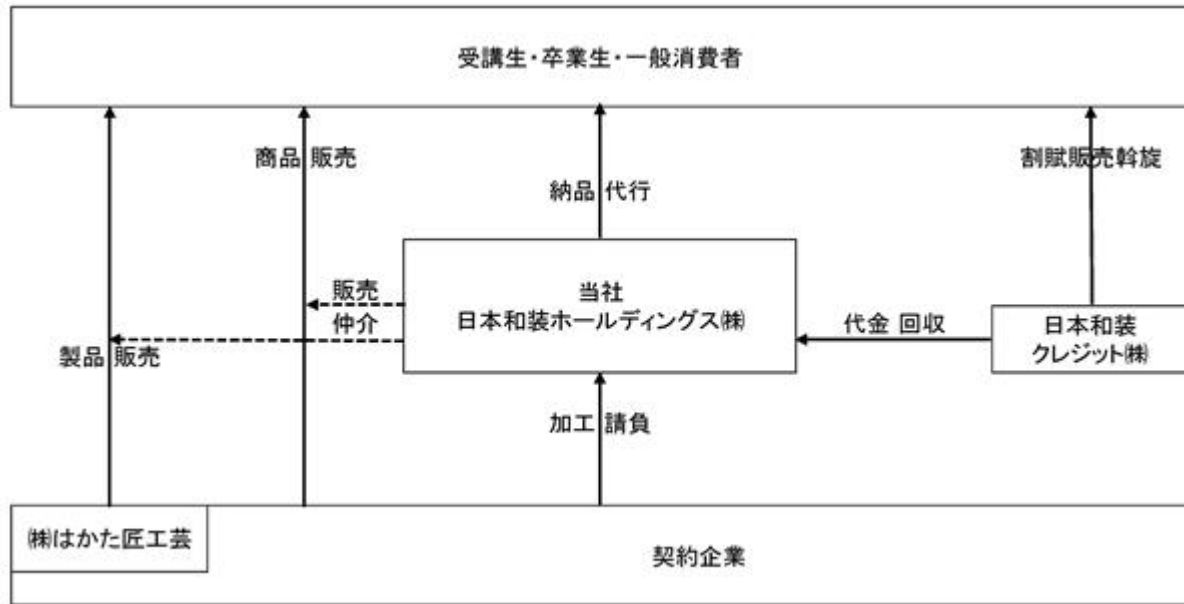 受講生・卒業生・一般消費者
商品 販売
割賦販売斡旋
納品 代行
販売
仲介
当社
日本和装ホールディングス㈱
代金 回収
日本和装
クレジット㈱
製品 販売
加工 請負
㈱はかた匠工芸
契約企業